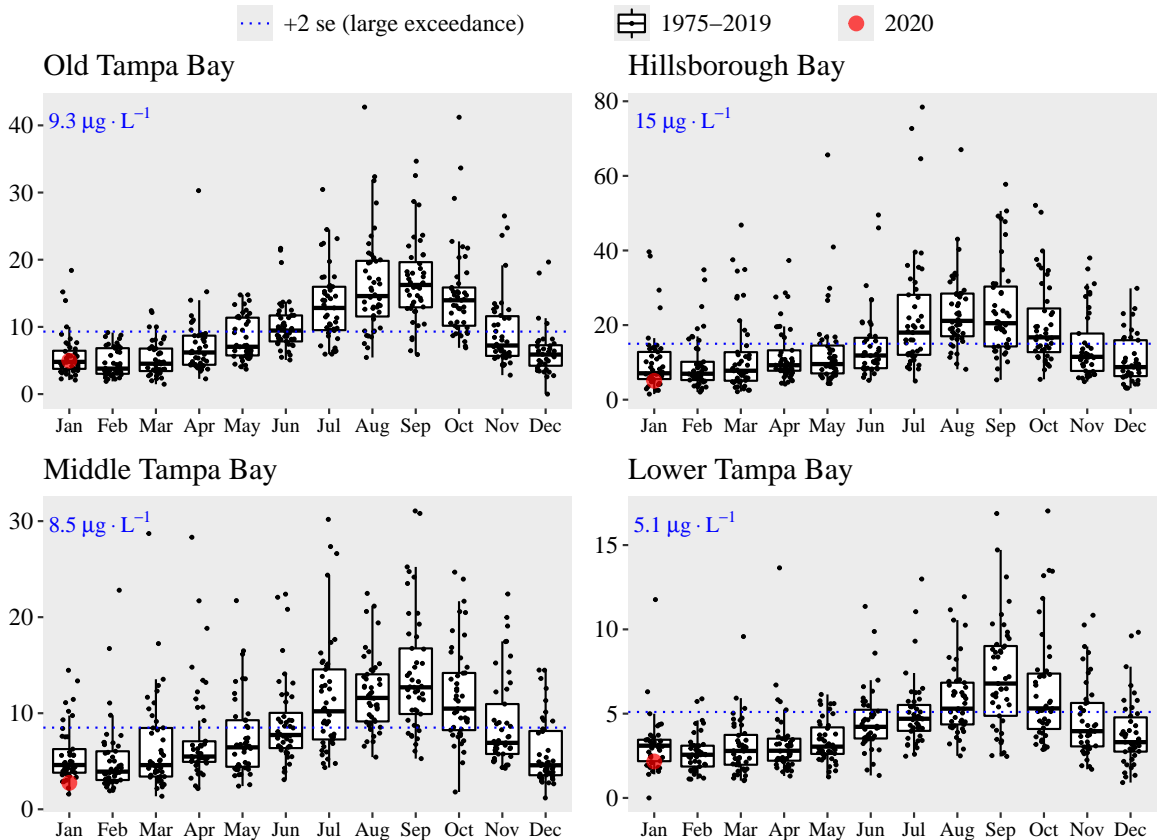 +2 se (large exceedance) 1975–2019 2020
Old Tampa Bay
9.3 μg · L⁻¹
40
30
20
10
0
Jan Feb Mar Apr May Jun Jul Aug Sep Oct Nov Dec
Hillsborough Bay
15 μg · L⁻¹
80
60
40
20
0
Jan Feb Mar Apr May Jun Jul Aug Sep Oct Nov Dec
Middle Tampa Bay
8.5 μg · L⁻¹
30
20
10
0
Jan Feb Mar Apr May Jun Jul Aug Sep Oct Nov Dec
Lower Tampa Bay
5.1 μg · L⁻¹
15
10
5
0
Jan Feb Mar Apr May Jun Jul Aug Sep Oct Nov Dec